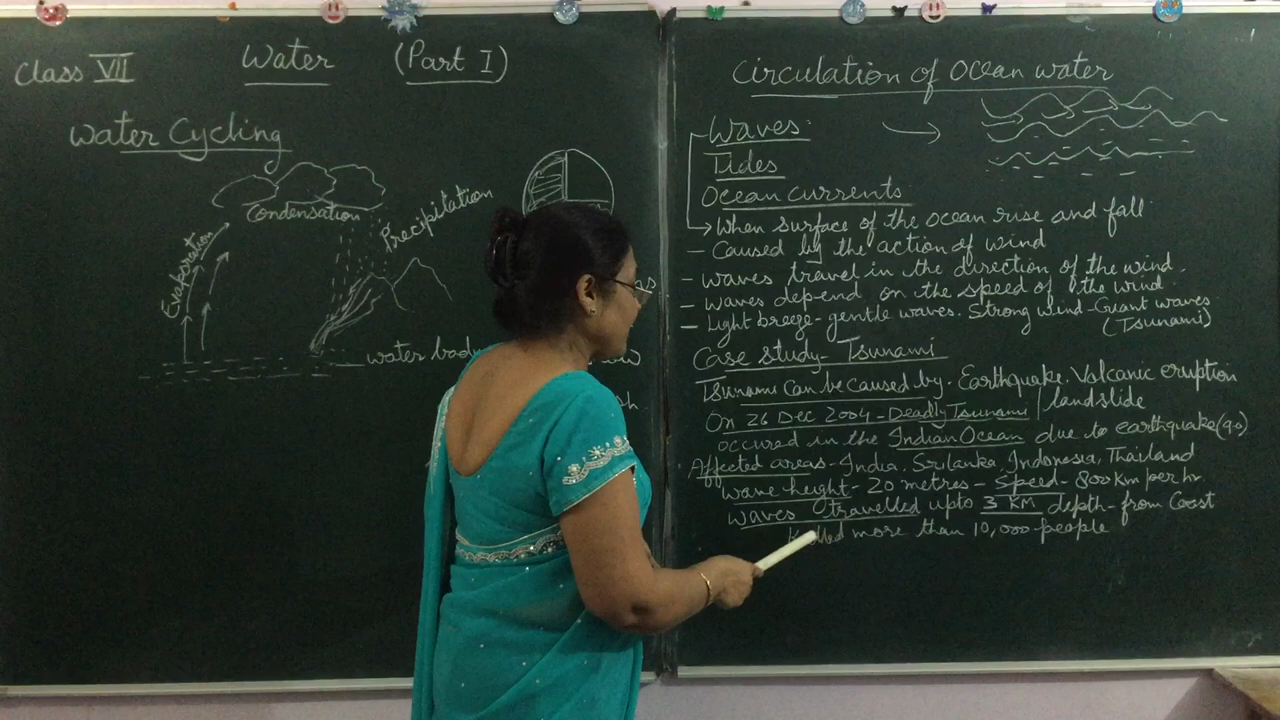 Class VII
Water (Part I)
Water Cycling
Condensation
Precipitation
Evaporation
water body
Circulation of Ocean water
Waves:
Tides
Ocean currents
When surface of the ocean rise and fall
- Caused by the action of wind
- waves travel in the direction of the wind.
- waves depend on the speed of the wind.
- Light breeze - gentle waves. Strong wind - Giant waves
(Tsunami)
Case study - Tsunami
Tsunami Can be caused by - Earthquake. Valcanic eruption
landslide
On 26 Dec 2004 - Deadly Tsunami
occured in the Indian Ocean due to earthquake (9.0)
Affected areas - India, Srilanka, Indonesia, Thailand
wave height - 20 metres - Speed - 800 Km per hr.
waves travelled upto 3 KM depth - from Coast
Killed more than 10,000 people